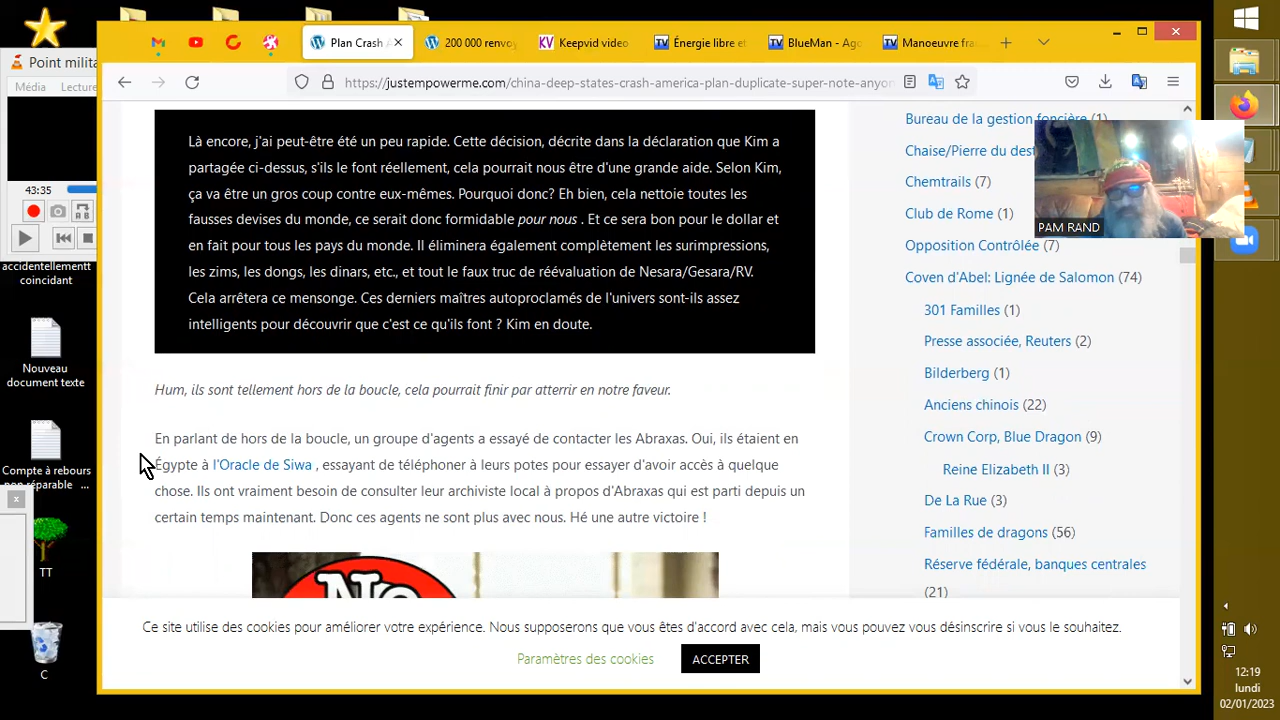 Point milita
Média Lecture
43:35
accidentellementt
coincidant
Nouveau
document texte
Compte à rebours
non réparable ...
TT
C
Plan Crash A
200 000 renvoy
Keepvid video
Énergie libre et
BlueMan - Ago
Manoeuvre fra
https://justempowerme.com/china-deep-states-crash-america-plan-duplicate-super-note-anyon
Là encore, j'ai peut-être été un peu rapide. Cette décision, décrite dans la déclaration que Kim a
partagée ci-dessus, s'ils le font réellement, cela pourrait nous être d'une grande aide. Selon Kim,
ça va être un gros coup contre eux-mêmes. Pourquoi donc? Eh bien, cela nettoie toutes les
fausses devises du monde, ce serait donc formidable pour nous . Et ce sera bon pour le dollar et
en fait pour tous les pays du monde. Il éliminera également complètement les surimpressions,
les zims, les dongs, les dinars, etc., et tout le faux truc de réévaluation de Nesara/Gesara/RV.
Cela arrêtera ce mensonge. Ces derniers maîtres autoproclamés de l'univers sont-ils assez
intelligents pour découvrir que c'est ce qu'ils font ? Kim en doute.
Hum, ils sont tellement hors de la boucle, cela pourrait finir par atterrir en notre faveur.
En parlant de hors de la boucle, un groupe d'agents a essayé de contacter les Abraxas. Oui, ils étaient en
Égypte à l'Oracle de Siwa , essayant de téléphoner à leurs potes pour essayer d'avoir accès à quelque
chose. Ils ont vraiment besoin de consulter leur archiviste local à propos d'Abraxas qui est parti depuis un
certain temps maintenant. Donc ces agents ne sont plus avec nous. Hé une autre victoire !
No
Bureau de la gestion foncière (1)
Chaise/Pierre du dest
Chemtrails (7)
Club de Rome (1)
Opposition Contrôlée (7)
Coven d'Abel: Lignée de Salomon (74)
301 Familles (1)
Presse associée, Reuters (2)
Bilderberg (1)
Anciens chinois (22)
Crown Corp, Blue Dragon (9)
Reine Elizabeth II (3)
De La Rue (3)
Familles de dragons (56)
Réserve fédérale, banques centrales
(21)
PAM RAND
Ce site utilise des cookies pour améliorer votre expérience. Nous supposerons que vous êtes d'accord avec cela, mais vous pouvez vous désinscrire si vous le souhaitez.
Paramètres des cookies
ACCEPTER
12:19
lundi
02/01/2023